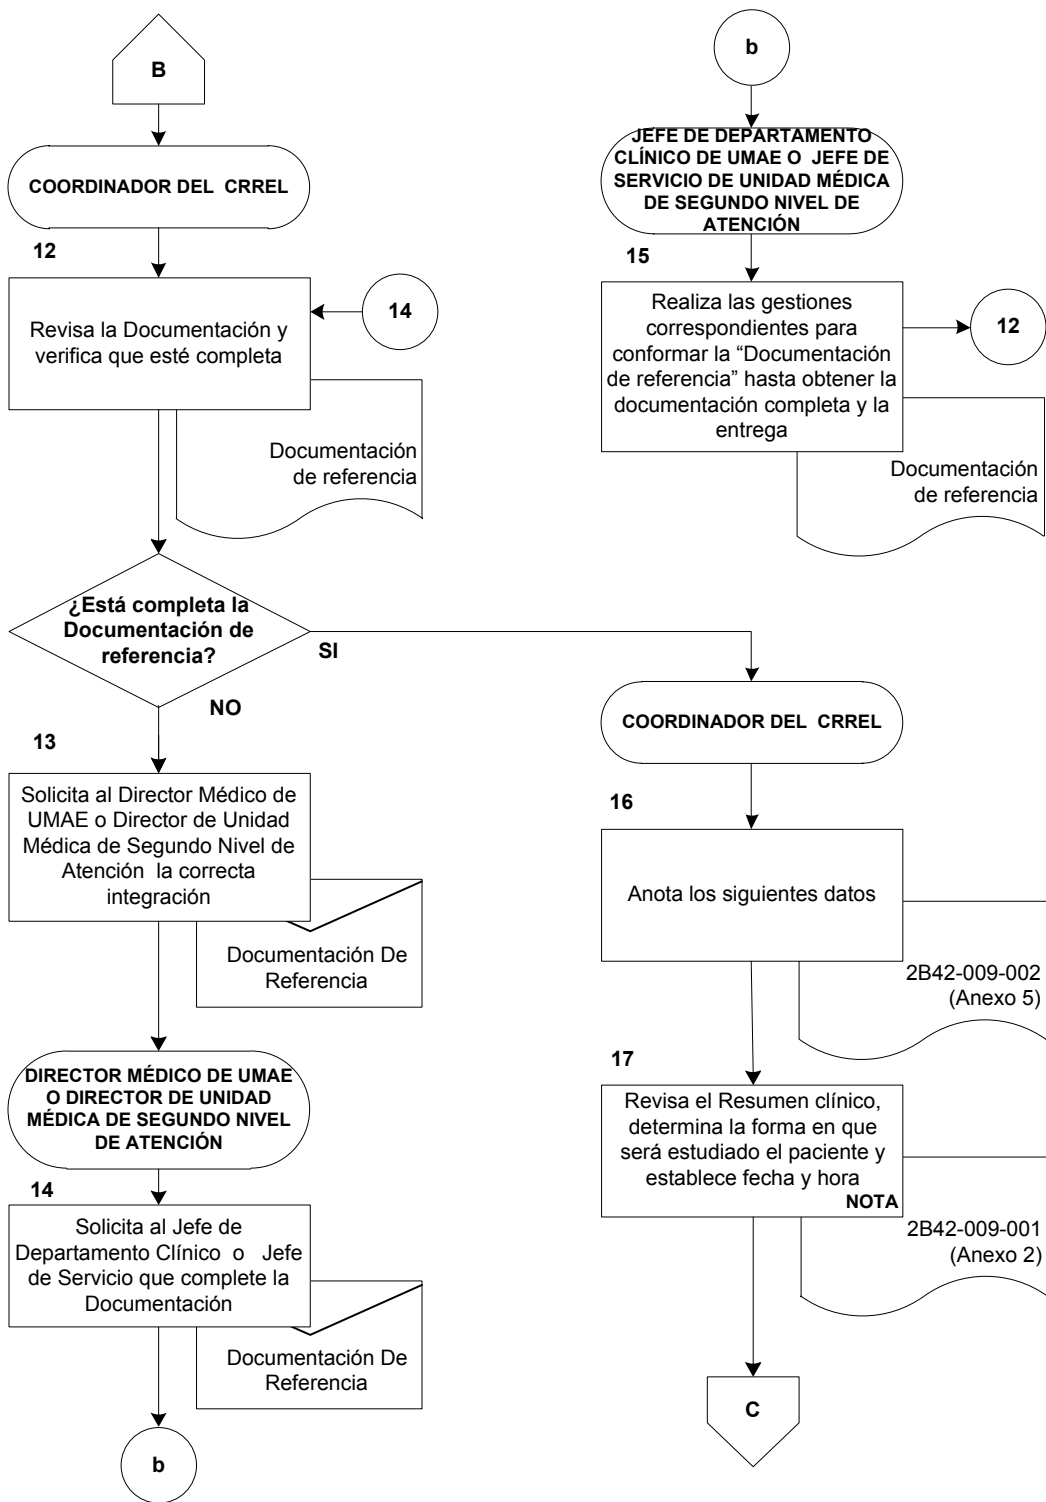 B
COORDINADOR DEL CRREL
12
Revisa la Documentación y
verifica que esté completa
14
Documentación
de referencia
¿Está completa la
Documentación de
referencia?
SI
NO
13
Solicita al Director Médico de
UMAE o Director de Unidad
Médica de Segundo Nivel de
Atención la correcta
integración
Documentación De
Referencia
DIRECTOR MÉDICO DE UMAE
O DIRECTOR DE UNIDAD
MÉDICA DE SEGUNDO NIVEL
DE ATENCIÓN
14
Solicita al Jefe de
Departamento Clínico o Jefe
de Servicio que complete la
Documentación
Documentación De
Referencia
b
b
JEFE DE DEPARTAMENTO
CLÍNICO DE UMAE O JEFE DE
SERVICIO DE UNIDAD MÉDICA
DE SEGUNDO NIVEL DE
ATENCIÓN
15
Realiza las gestiones
correspondientes para
conformar la “Documentación
de referencia” hasta obtener la
documentación completa y la
entrega
12
Documentación
de referencia
COORDINADOR DEL CRREL
16
Anota los siguientes datos
2B42-009-002
(Anexo 5)
17
Revisa el Resumen clínico,
determina la forma en que
será estudiado el paciente y
establece fecha y hora
NOTA
2B42-009-001
(Anexo 2)
C